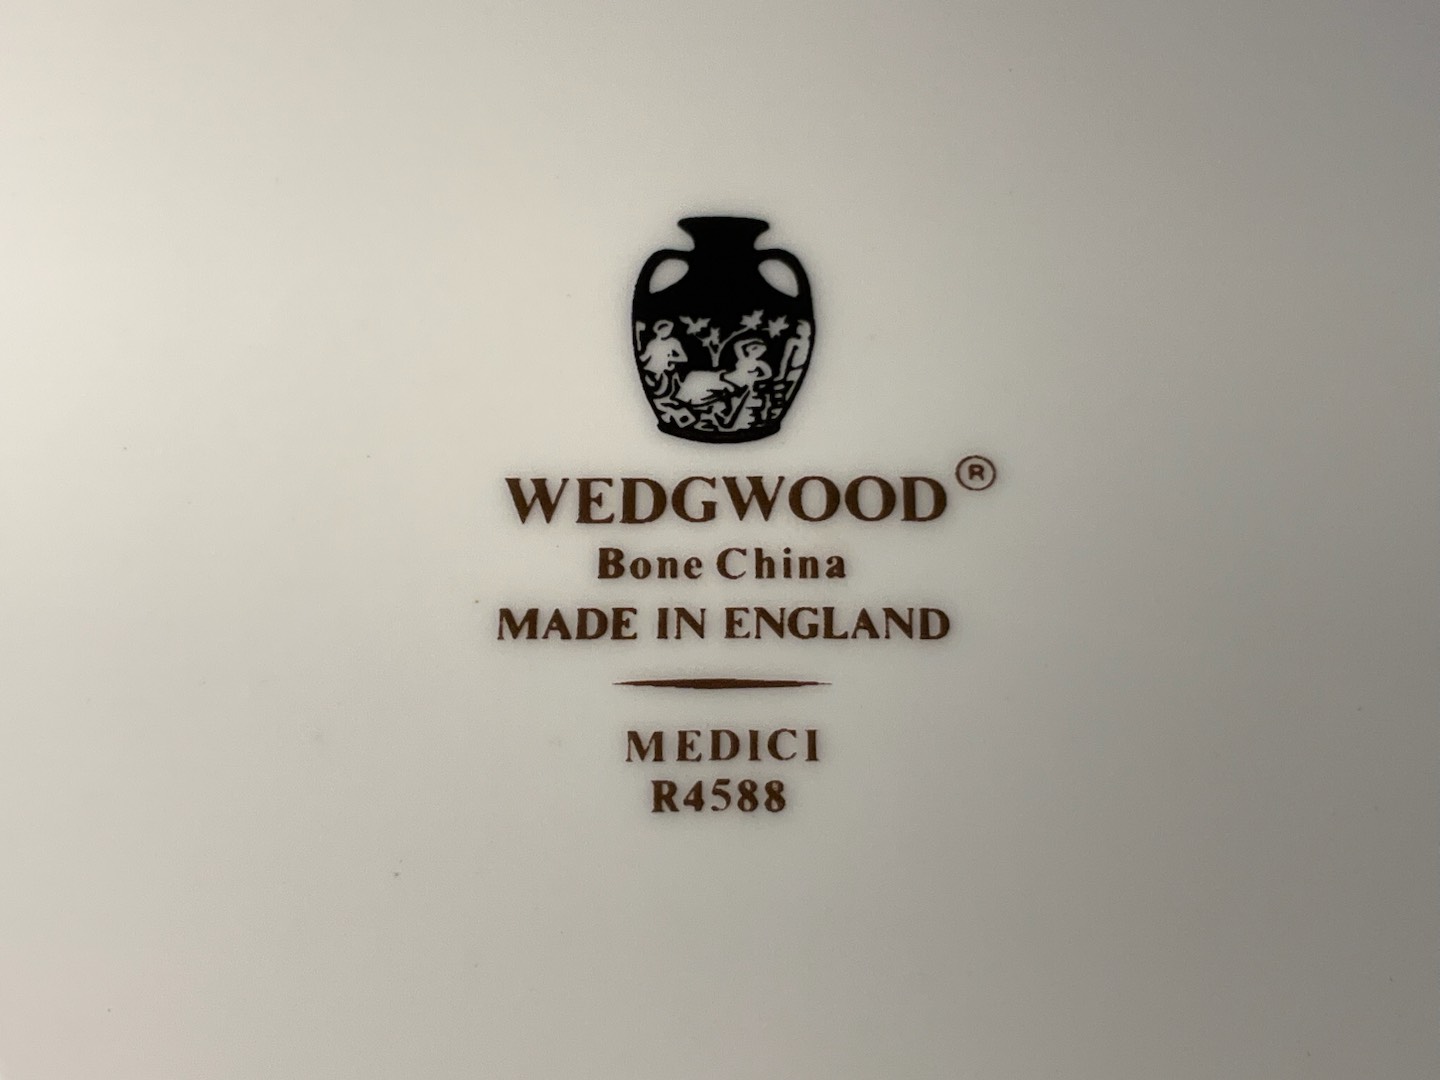 WEDGWOOD®
Bone China
MADE IN ENGLAND
MEDICI
R4588